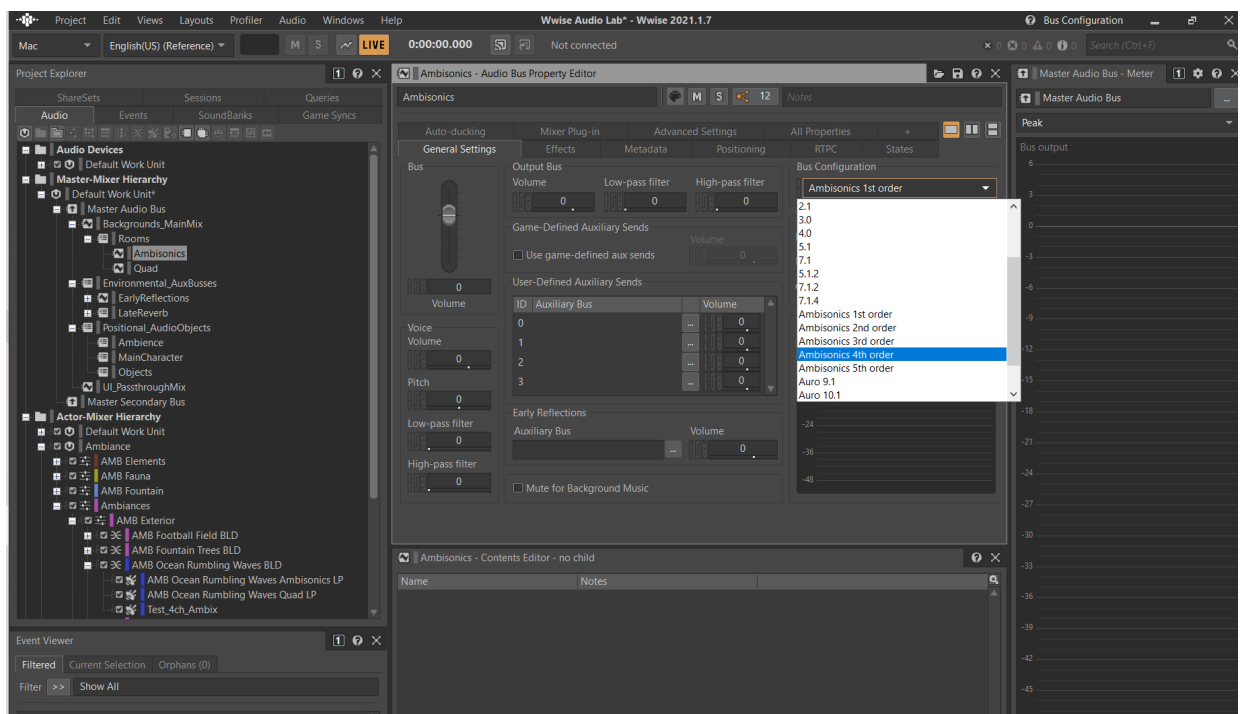 Project Edit Views Layouts Profiler Audio Windows Help
Wwise Audio Lab* - Wwise 2021.1.7
Bus Configuration
Mac
English(US) (Reference)
M S LIVE
0:00:00.000
Not connected
0 0 0 0
Search (Ctrl+F)
Project Explorer
1
ShareSets Sessions Queries
Audio Events SoundBanks Game Syncs
Audio Devices
Default Work Unit
Master-Mixer Hierarchy
Default Work Unit*
Master Audio Bus
Backgrounds_MainMix
Rooms
Ambisonics
Quad
Environmental_AuxBusses
EarlyReflections
LateReverb
Positional_AudioObjects
Ambience
MainCharacter
Objects
UI_PassthroughMix
Master Secondary Bus
Actor-Mixer Hierarchy
Default Work Unit
Ambiance
AMB Elements
AMB Fauna
AMB Fountain
Ambiances
AMB Exterior
AMB Football Field BLD
AMB Fountain Trees BLD
AMB Ocean Rumbling Waves BLD
AMB Ocean Rumbling Waves Ambisonics LP
AMB Ocean Rumbling Waves Quad LP
Test_4ch_Ambix
Event Viewer
1
Filtered Current Selection Orphans (0)
Filter >> Show All
Ambisonics - Audio Bus Property Editor
Ambisonics
M S 12 Notes
Auto-ducking Mixer Plug-in Advanced Settings All Properties +
General Settings Effects Metadata Positioning RTPC States
Bus
0
Volume
Voice
Volume
0
Pitch
0
Low-pass filter
0
High-pass filter
0
Output Bus
Volume Low-pass filter High-pass filter
0 0 0
Game-Defined Auxiliary Sends
Volume
Use game-defined aux sends 0
User-Defined Auxiliary Sends
ID Auxiliary Bus Volume
0 ... 0
1 ... 0
2 ... 0
3 ... 0
Early Reflections
Auxiliary Bus Volume
... 0
Mute for Background Music
Bus Configuration
Ambisonics 1st order
2.1
3.0
4.0
5.1
7.1
5.1.2
7.1.2
7.1.4
Ambisonics 1st order
Ambisonics 2nd order
Ambisonics 3rd order
Ambisonics 4th order
Ambisonics 5th order
Auro 9.1
Auro 10.1
-24
-36
-48
Ambisonics - Contents Editor - no child
Name Notes
Master Audio Bus - Meter
1
Master Audio Bus
...
Peak
Bus output
6
3
0
-3
-6
-9
-12
-15
-18
-21
-24
-27
-30
-33
-36
-39
-42
-45